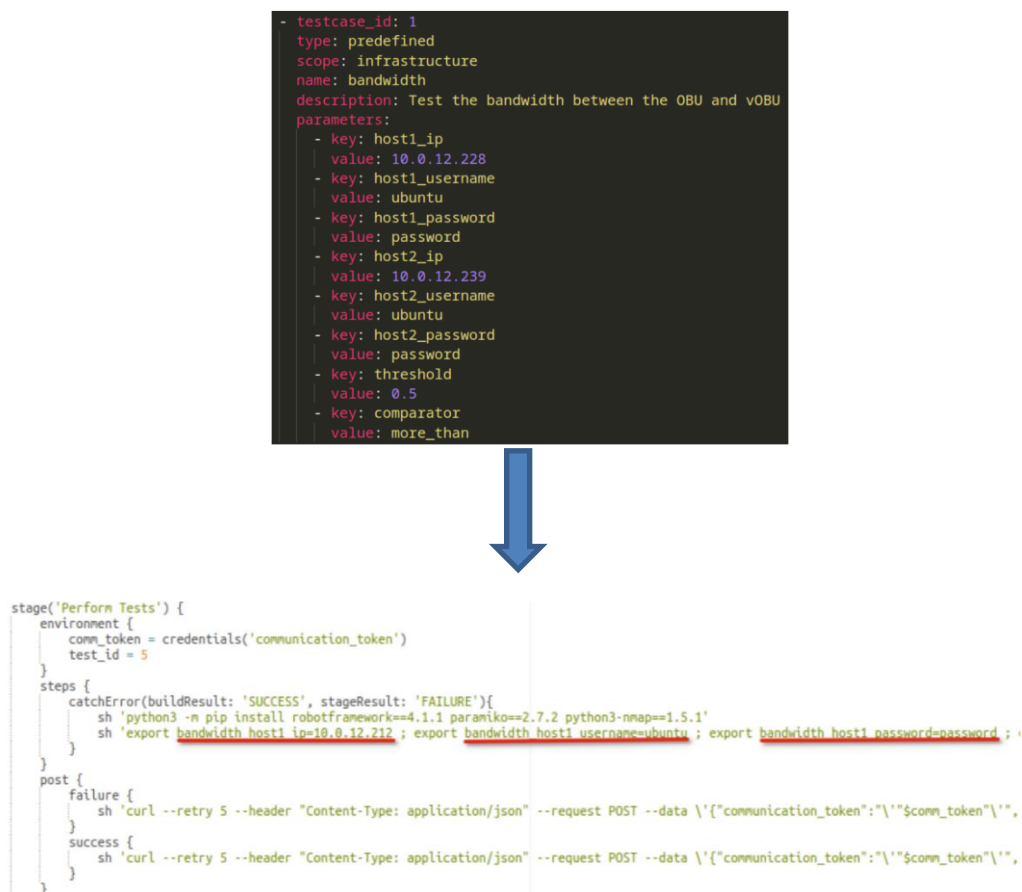 - testcase_id: 1
type: predefined
scope: infrastructure
name: bandwidth
description: Test the bandwidth between the OBU and vOBU
parameters:
- key: host1_ip
value: 10.0.12.228
- key: host1_username
value: ubuntu
- key: host1_password
value: password
- key: host2_ip
value: 10.0.12.239
- key: host2_username
value: ubuntu
- key: host2_password
value: password
- key: threshold
value: 0.5
- key: comparator
value: more_than
stage('Perform Tests') {
environment {
comm_token = credentials('communication_token')
test_id = 5
}
steps {
catchError(buildResult: 'SUCCESS', stageResult: 'FAILURE'){
sh 'python3 -m pip install robotframework==4.1.1 paramiko==2.7.2 python3-nmap==1.5.1'
sh 'export bandwidth_host1_ip=10.0.12.212 ; export bandwidth_host1_username=ubuntu ; export bandwidth_host1_password=password ;
}
}
post {
failure {
sh 'curl --retry 5 --header "Content-Type: application/json" --request POST --data \'{"communication_token":"\'"$comm_token"\'",
}
success {
sh 'curl --retry 5 --header "Content-Type: application/json" --request POST --data \'{"communication_token":"\'"$comm_token"\'",
}
}